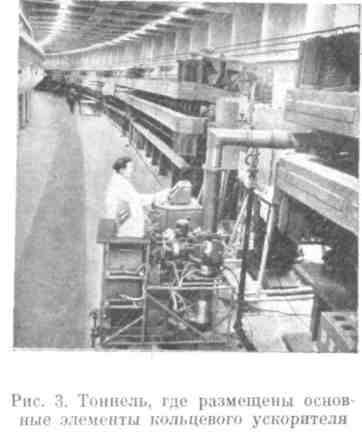 Рис. 3. Тоннель, где размещены основ-
ные элементы кольцевого ускорителя